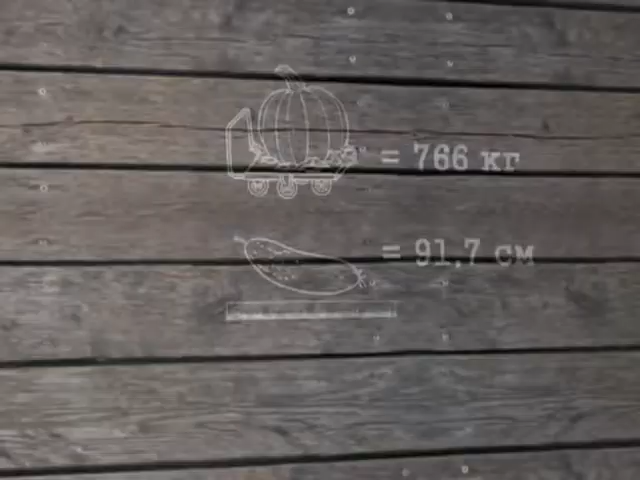 = 766 кг
= 91,7 см